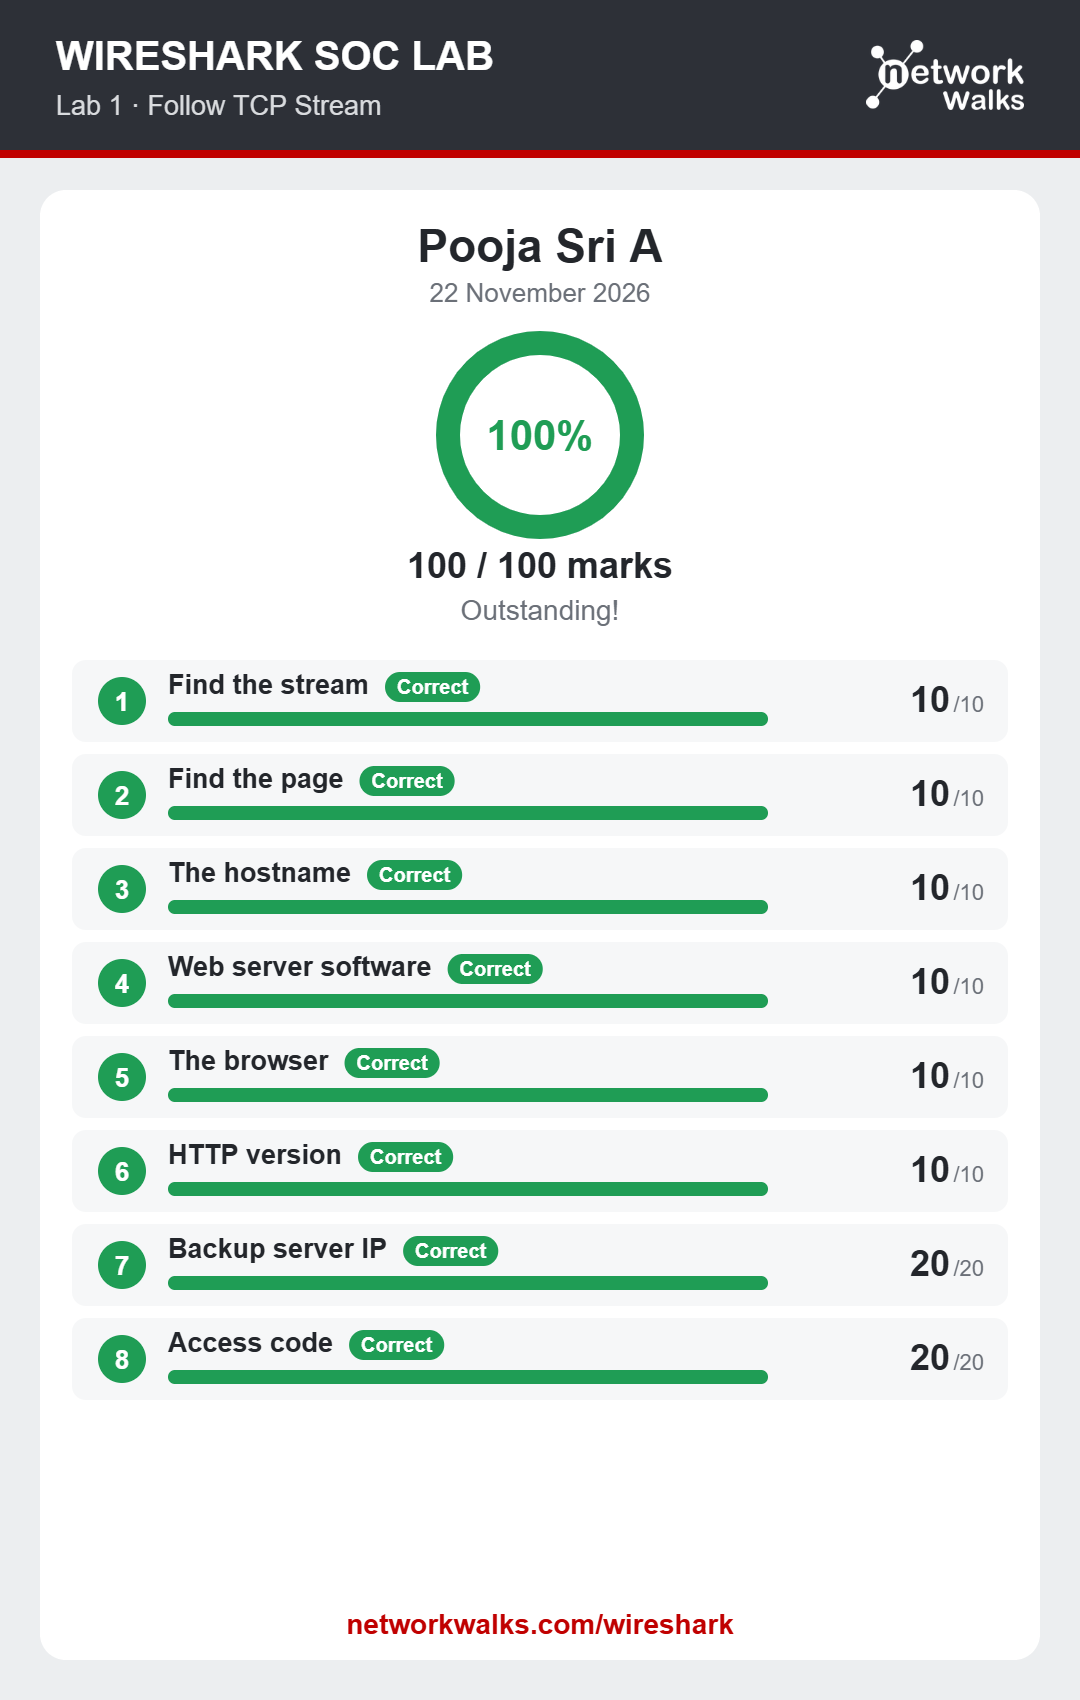 WIRESHARK SOC LAB
Lab 1 · Follow TCP Stream
network
Walks
Pooja Sri A
22 November 2026
100%
100 / 100 marks
Outstanding!
1 Find the stream Correct 10/10
2 Find the page Correct 10/10
3 The hostname Correct 10/10
4 Web server software Correct 10/10
5 The browser Correct 10/10
6 HTTP version Correct 10/10
7 Backup server IP Correct 20/20
8 Access code Correct 20/20
networkwalks.com/wireshark